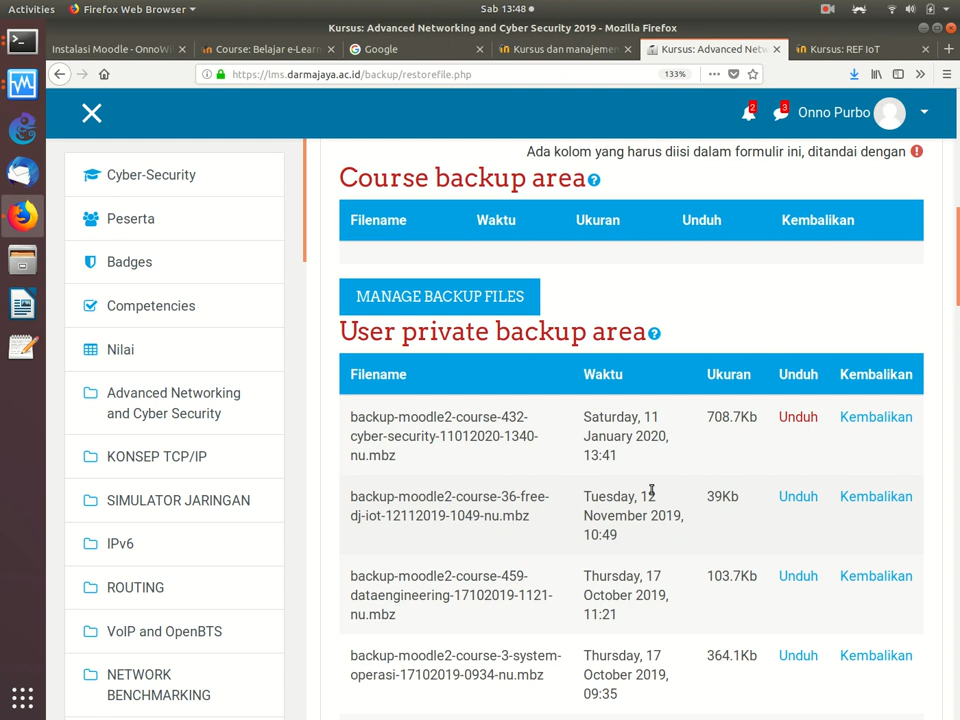 Activities
Firefox Web Browser
Sab 13:48
Kursus: Advanced Networking and Cyber Security 2019 - Mozilla Firefox
Instalasi Moodle - OnnoWi
Course: Belajar e-Learn
Google
Kursus dan manajemen
Kursus: Advanced Netw
Kursus: REF IoT
https://lms.darmajaya.ac.id/backup/restorefile.php
133%
2
3
Onno Purbo
Ada kolom yang harus diisi dalam formulir ini, ditandai dengan
Cyber-Security
Peserta
Badges
Competencies
Nilai
Advanced Networking
and Cyber Security
KONSEP TCP/IP
SIMULATOR JARINGAN
IPv6
ROUTING
VoIP and OpenBTS
NETWORK
BENCHMARKING
Course backup area
Filename Waktu Ukuran Unduh Kembalikan
MANAGE BACKUP FILES
User private backup area
Filename Waktu Ukuran Unduh Kembalikan
backup-moodle2-course-432- Saturday, 11 708.7Kb Unduh Kembalikan
cyber-security-11012020-1340- January 2020,
nu.mbz 13:41
backup-moodle2-course-36-free- Tuesday, 12 39Kb Unduh Kembalikan
dj-iot-12112019-1049-nu.mbz November 2019,
10:49
backup-moodle2-course-459- Thursday, 17 103.7Kb Unduh Kembalikan
dataengineering-17102019-1121- October 2019,
nu.mbz 11:21
backup-moodle2-course-3-system- Thursday, 17 364.1Kb Unduh Kembalikan
operasi-17102019-0934-nu.mbz October 2019,
09:35